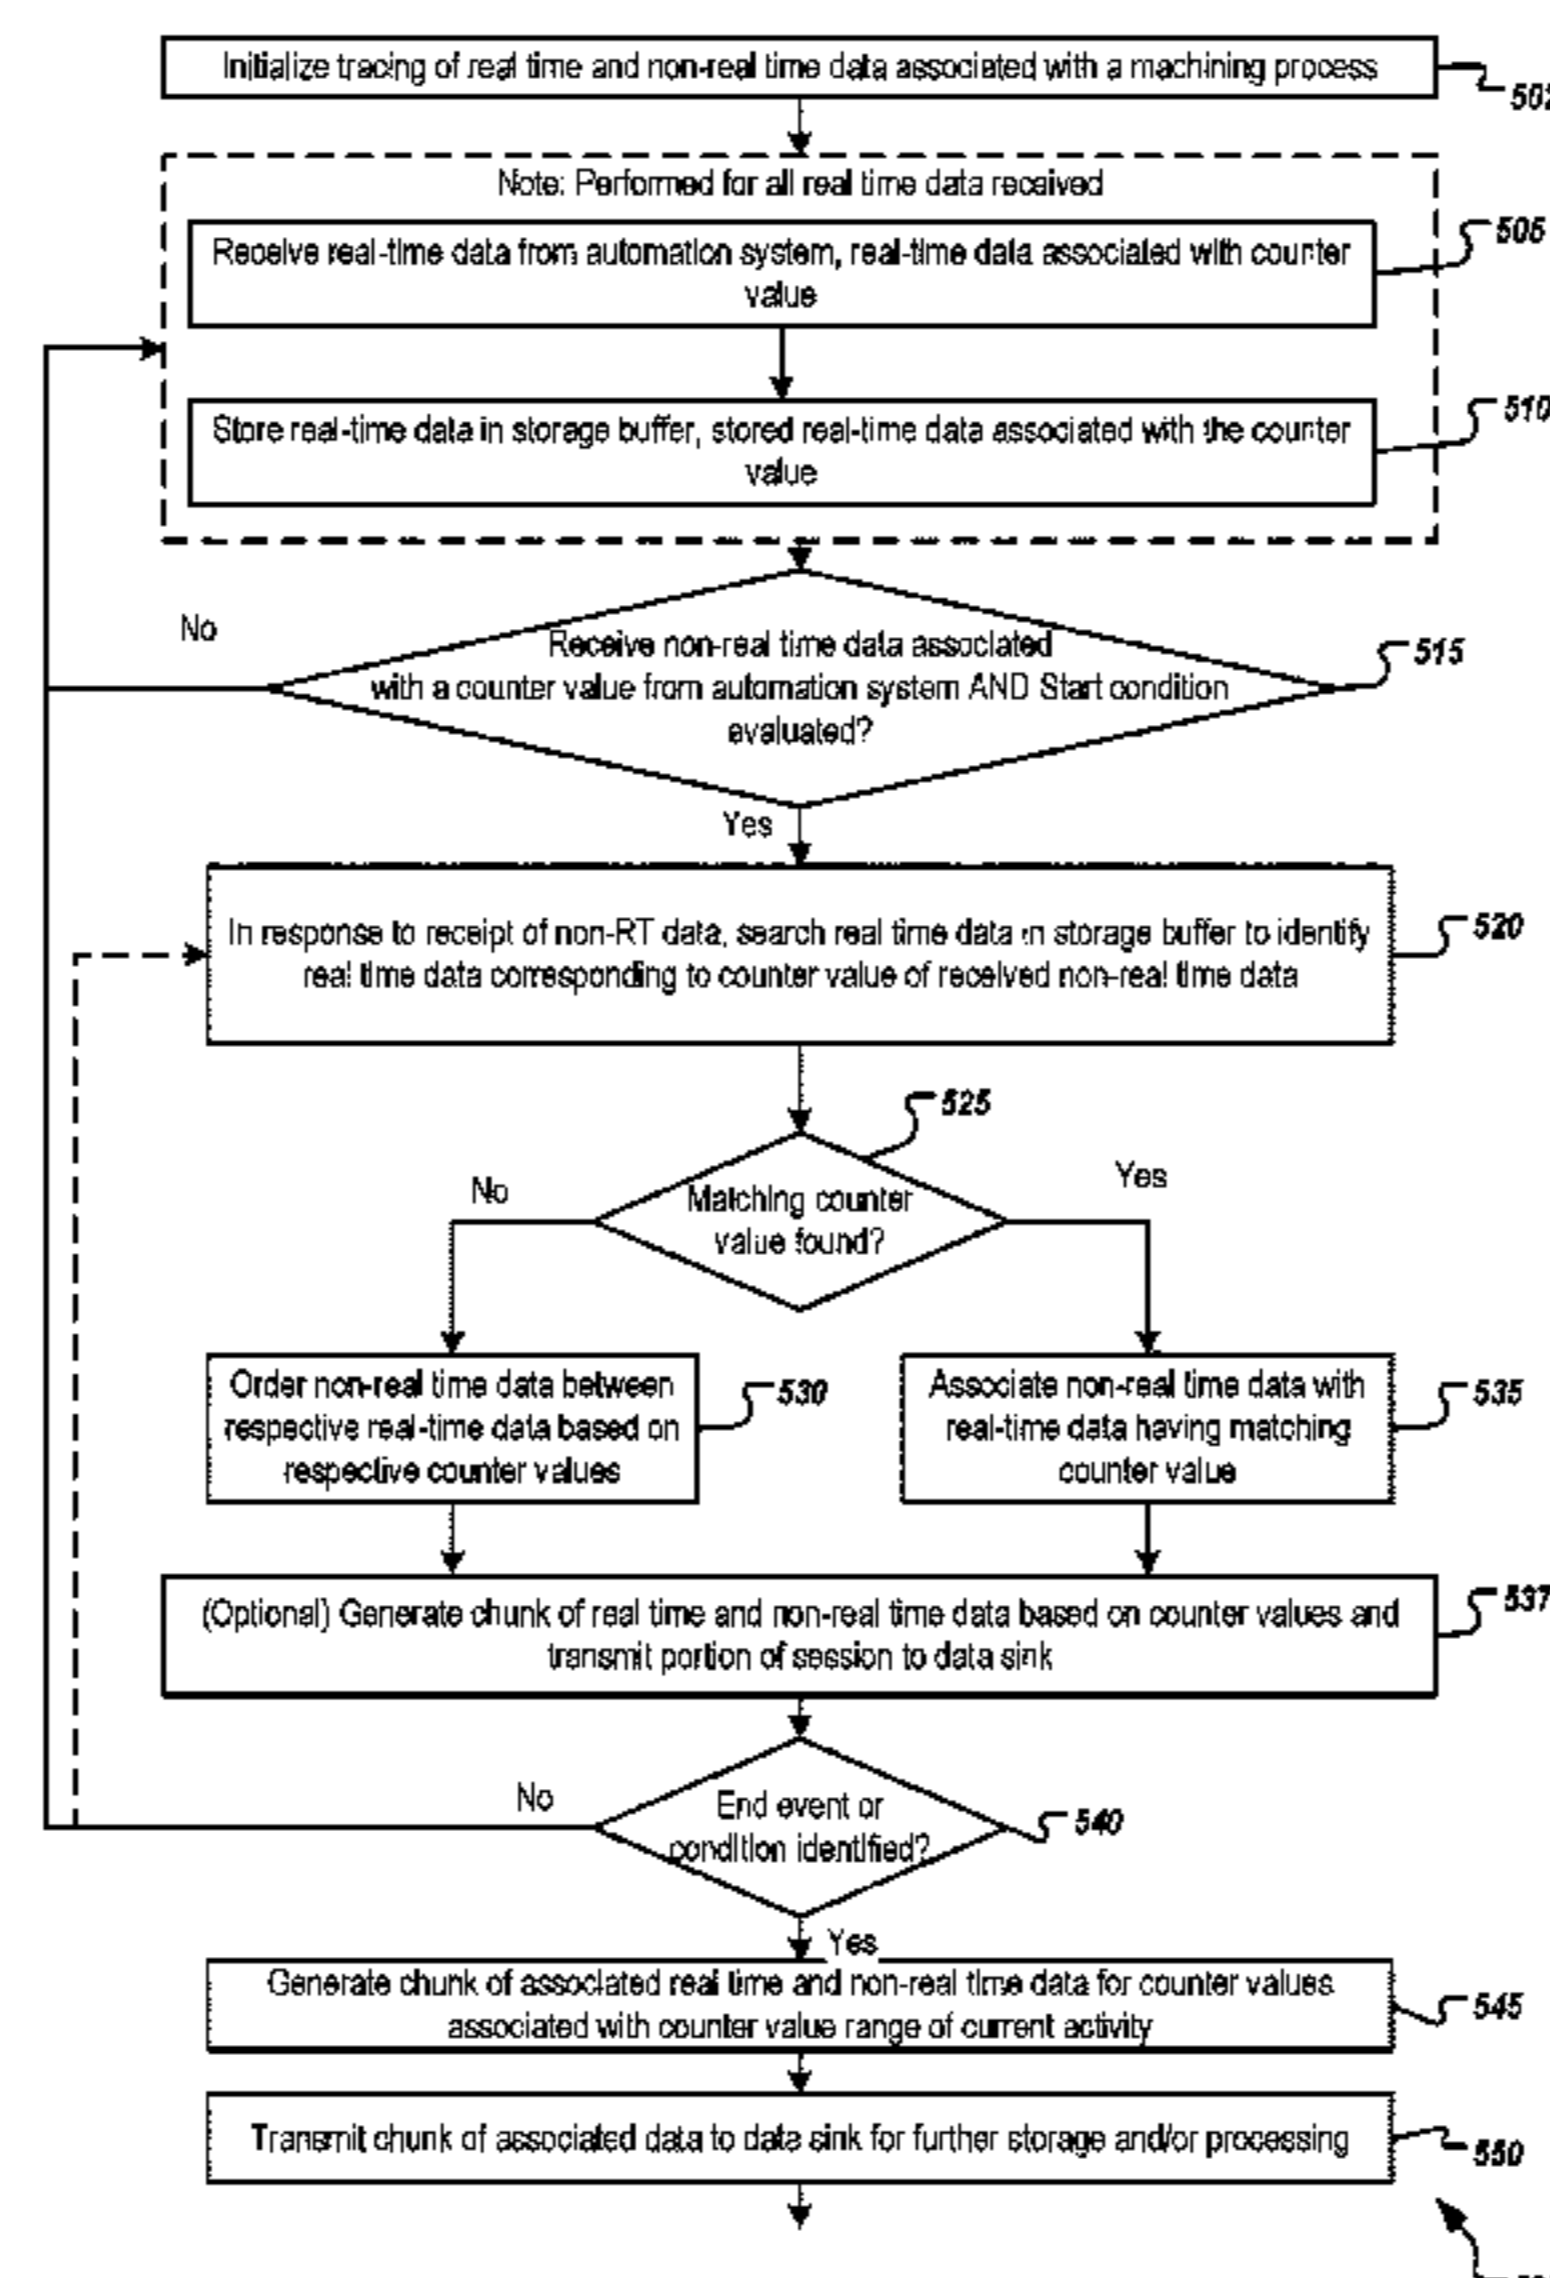 Initialize tracing of real time and non-real time data associated with a machining process
502
Note: Performed for all real time data received
Receive real-time data from automation system, real-time data associated with counter
value
505
Store real-time data in storage buffer, stored real-time data associated with the counter
value
510
No
Receive non-real time data associated
with a counter value from automation system AND Start condition
evaluated?
515
Yes
In response to receipt of non-RT data, search real time data in storage buffer to identify
real time data corresponding to counter value of received non-real time data
520
525
No
Yes
Matching counter
value found?
Order non-real time data between
respective real-time data based on
respective counter values
530
Associate non-real time data with
real-time data having matching
counter value
535
(Optional) Generate chunk of real time and non-real time data based on counter values and
transmit portion of session to data sink
537
No
End event or
condition identified?
540
Yes
Generate chunk of associated real time and non-real time data for counter values
associated with counter value range of current activity
545
Transmit chunk of associated data to data sink for further storage and/or processing
550